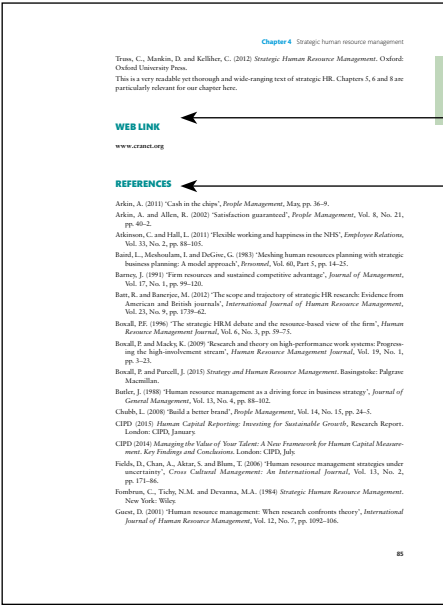 Chapter 4 Strategic human resource management
Truss, C., Mankin, D. and Kelliher, C. (2012) Strategic Human Resource Management. Oxford:
Oxford University Press.
This is a very readable yet thorough and wide-ranging text of strategic HR. Chapters 5, 6 and 8 are
particularly relevant for our chapter here.
WEB LINK
www.cranet.org
REFERENCES
Arkin, A. (2011) ‘Cash in the chips’, People Management, May, pp. 36–9.
Arkin, A. and Allen, R. (2002) ‘Satisfaction guaranteed’, People Management, Vol. 8, No. 21,
pp. 40–2.
Atkinson, C. and Hall, L. (2011) ‘Flexible working and happiness in the NHS’, Employee Relations,
Vol. 33, No. 2, pp. 88–105.
Baird, L., Meshoulam, I. and DeGive, G. (1983) ‘Meshing human resources planning with strategic
business planning: A model approach’, Personnel, Vol. 60, Part 5, pp. 14–25.
Barney, J. (1991) ‘Firm resources and sustained competitive advantage’, Journal of Management,
Vol. 17, No. 1, pp. 99–120.
Batt, R. and Banerjee, M. (2012) ‘The scope and trajectory of strategic HR research: Evidence from
American and British journals’, International Journal of Human Resource Management,
Vol. 23, No. 9, pp. 1739–62.
Boxall, P.F. (1996) ‘The strategic HRM debate and the resource-based view of the firm’, Human
Resource Management Journal, Vol. 6, No. 3, pp. 59–75.
Boxall, P. and Macky, K. (2009) ‘Research and theory on high-performance work systems: Progress-
ing the high-involvement stream’, Human Resource Management Journal, Vol. 19, No. 1,
pp. 3–23.
Boxall, P. and Purcell, J. (2015) Strategy and Human Resource Management. Basingstoke: Palgrave
Macmillan.
Butler, J. (1988) ‘Human resource management as a driving force in business strategy’, Journal of
General Management, Vol. 13, No. 4, pp. 88–102.
Chubb, L. (2008) ‘Build a better brand’, People Management, Vol. 14, No. 15, pp. 24–5.
CIPD (2015) Human Capital Reporting: Investing for Sustainable Growth, Research Report.
London: CIPD, January.
CIPD (2014) Managing the Value of Your Talent: A New Framework for Human Capital Measure-
ment. Key Findings and Conclusions. London: CIPD, July.
Fields, D., Chan, A., Aktar, S. and Blum, T. (2006) ‘Human resource management strategies under
uncertainty’, Cross Cultural Management: An International Journal, Vol. 13, No. 2,
pp. 171–86.
Fombrun, C., Tichy, N.M. and Devanna, M.A. (1984) Strategic Human Resource Management.
New York: Wiley.
Guest, D. (2001) ‘Human resource management: When research confronts theory’, International
Journal of Human Resource Management, Vol. 12, No. 7, pp. 1092–106.
85